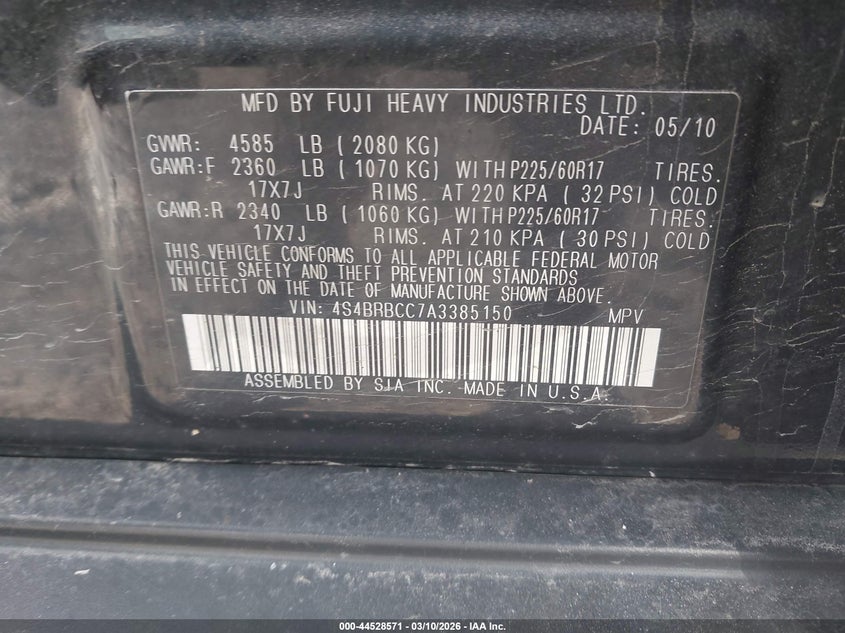 MFD BY FUJI HEAVY INDUSTRIES LTD.
DATE: 05/10
GVWR: 4585 LB ( 2080 KG)
GAWR:F 2360 LB ( 1070 KG) WITH P225/60R17 TIRES.
17X7J RIMS. AT 220 KPA ( 32 PSI) COLD
GAWR:R 2340 LB ( 1060 KG) WITH P225/60R17 TIRES.
17X7J RIMS. AT 210 KPA ( 30 PSI) COLD
THIS VEHICLE CONFORMS TO ALL APPLICABLE FEDERAL MOTOR
VEHICLE SAFETY AND THEFT PREVENTION STANDARDS
IN EFFECT ON THE DATE OF MANUFACTURE SHOWN ABOVE.
VIN: 4S4BRBCC7A3385150 MPV
ASSEMBLED BY SIA INC. MADE IN U.S.A.
000-44528571 — 03/10/2026 — IAA Inc.